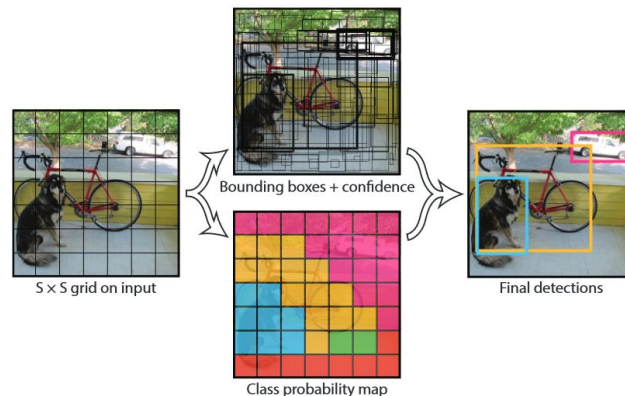 S × S grid on input
Bounding boxes + confidence
Class probability map
Final detections